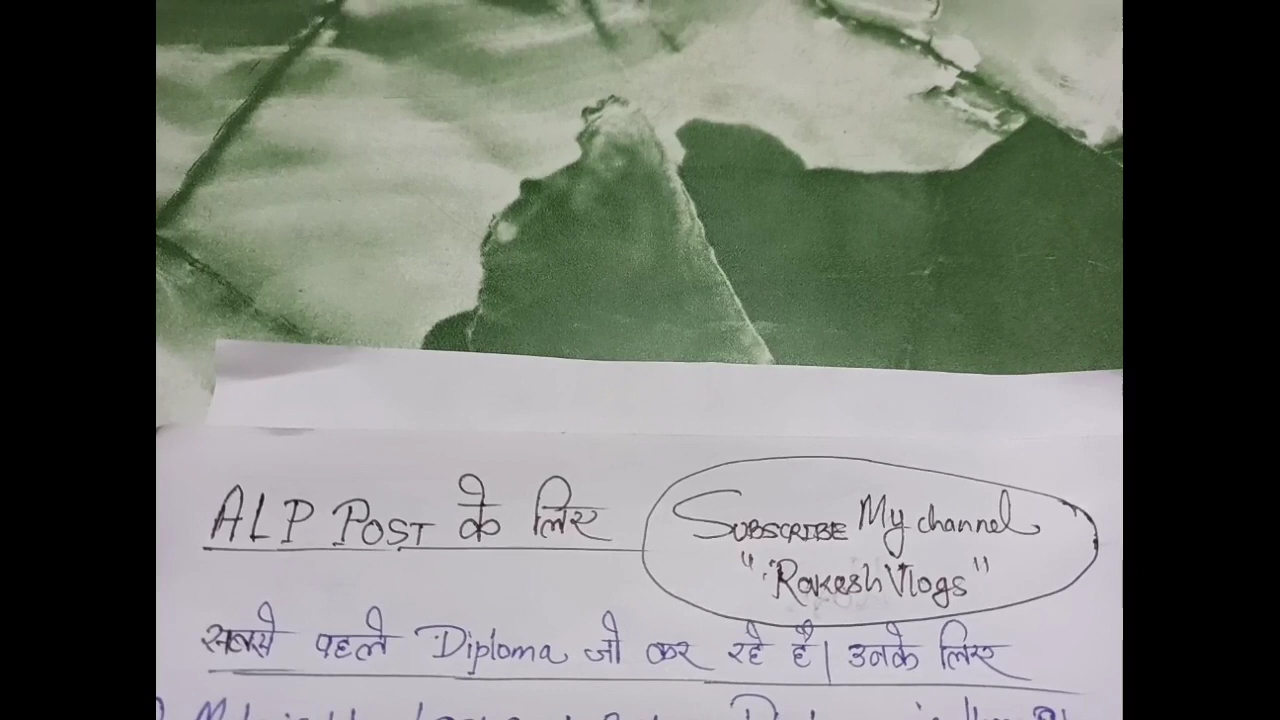 ALP POST के लिए
SUBSCRIBE My channel
"Rakesh Vlogs"
सबसे पहले Diploma जो कर रहे है। उनके लिए